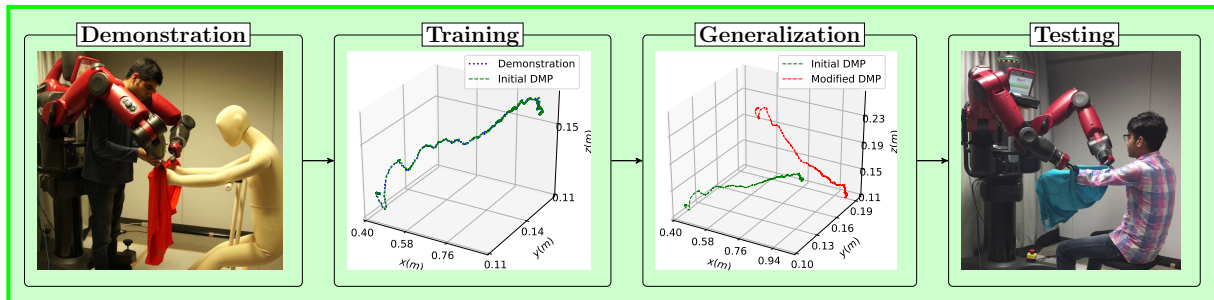 Demonstration
Training
Demonstration
Initial DMP
0.15
z(m)
0.11
0.14
y(m)
0.11
0.40
0.58
0.76
x(m)
Generalization
Initial DMP
Modified DMP
0.23
z(m)
0.19
0.15
0.11
0.19
0.16
y(m)
0.13
0.10
0.40
0.58
0.76
0.94
x(m)
Testing